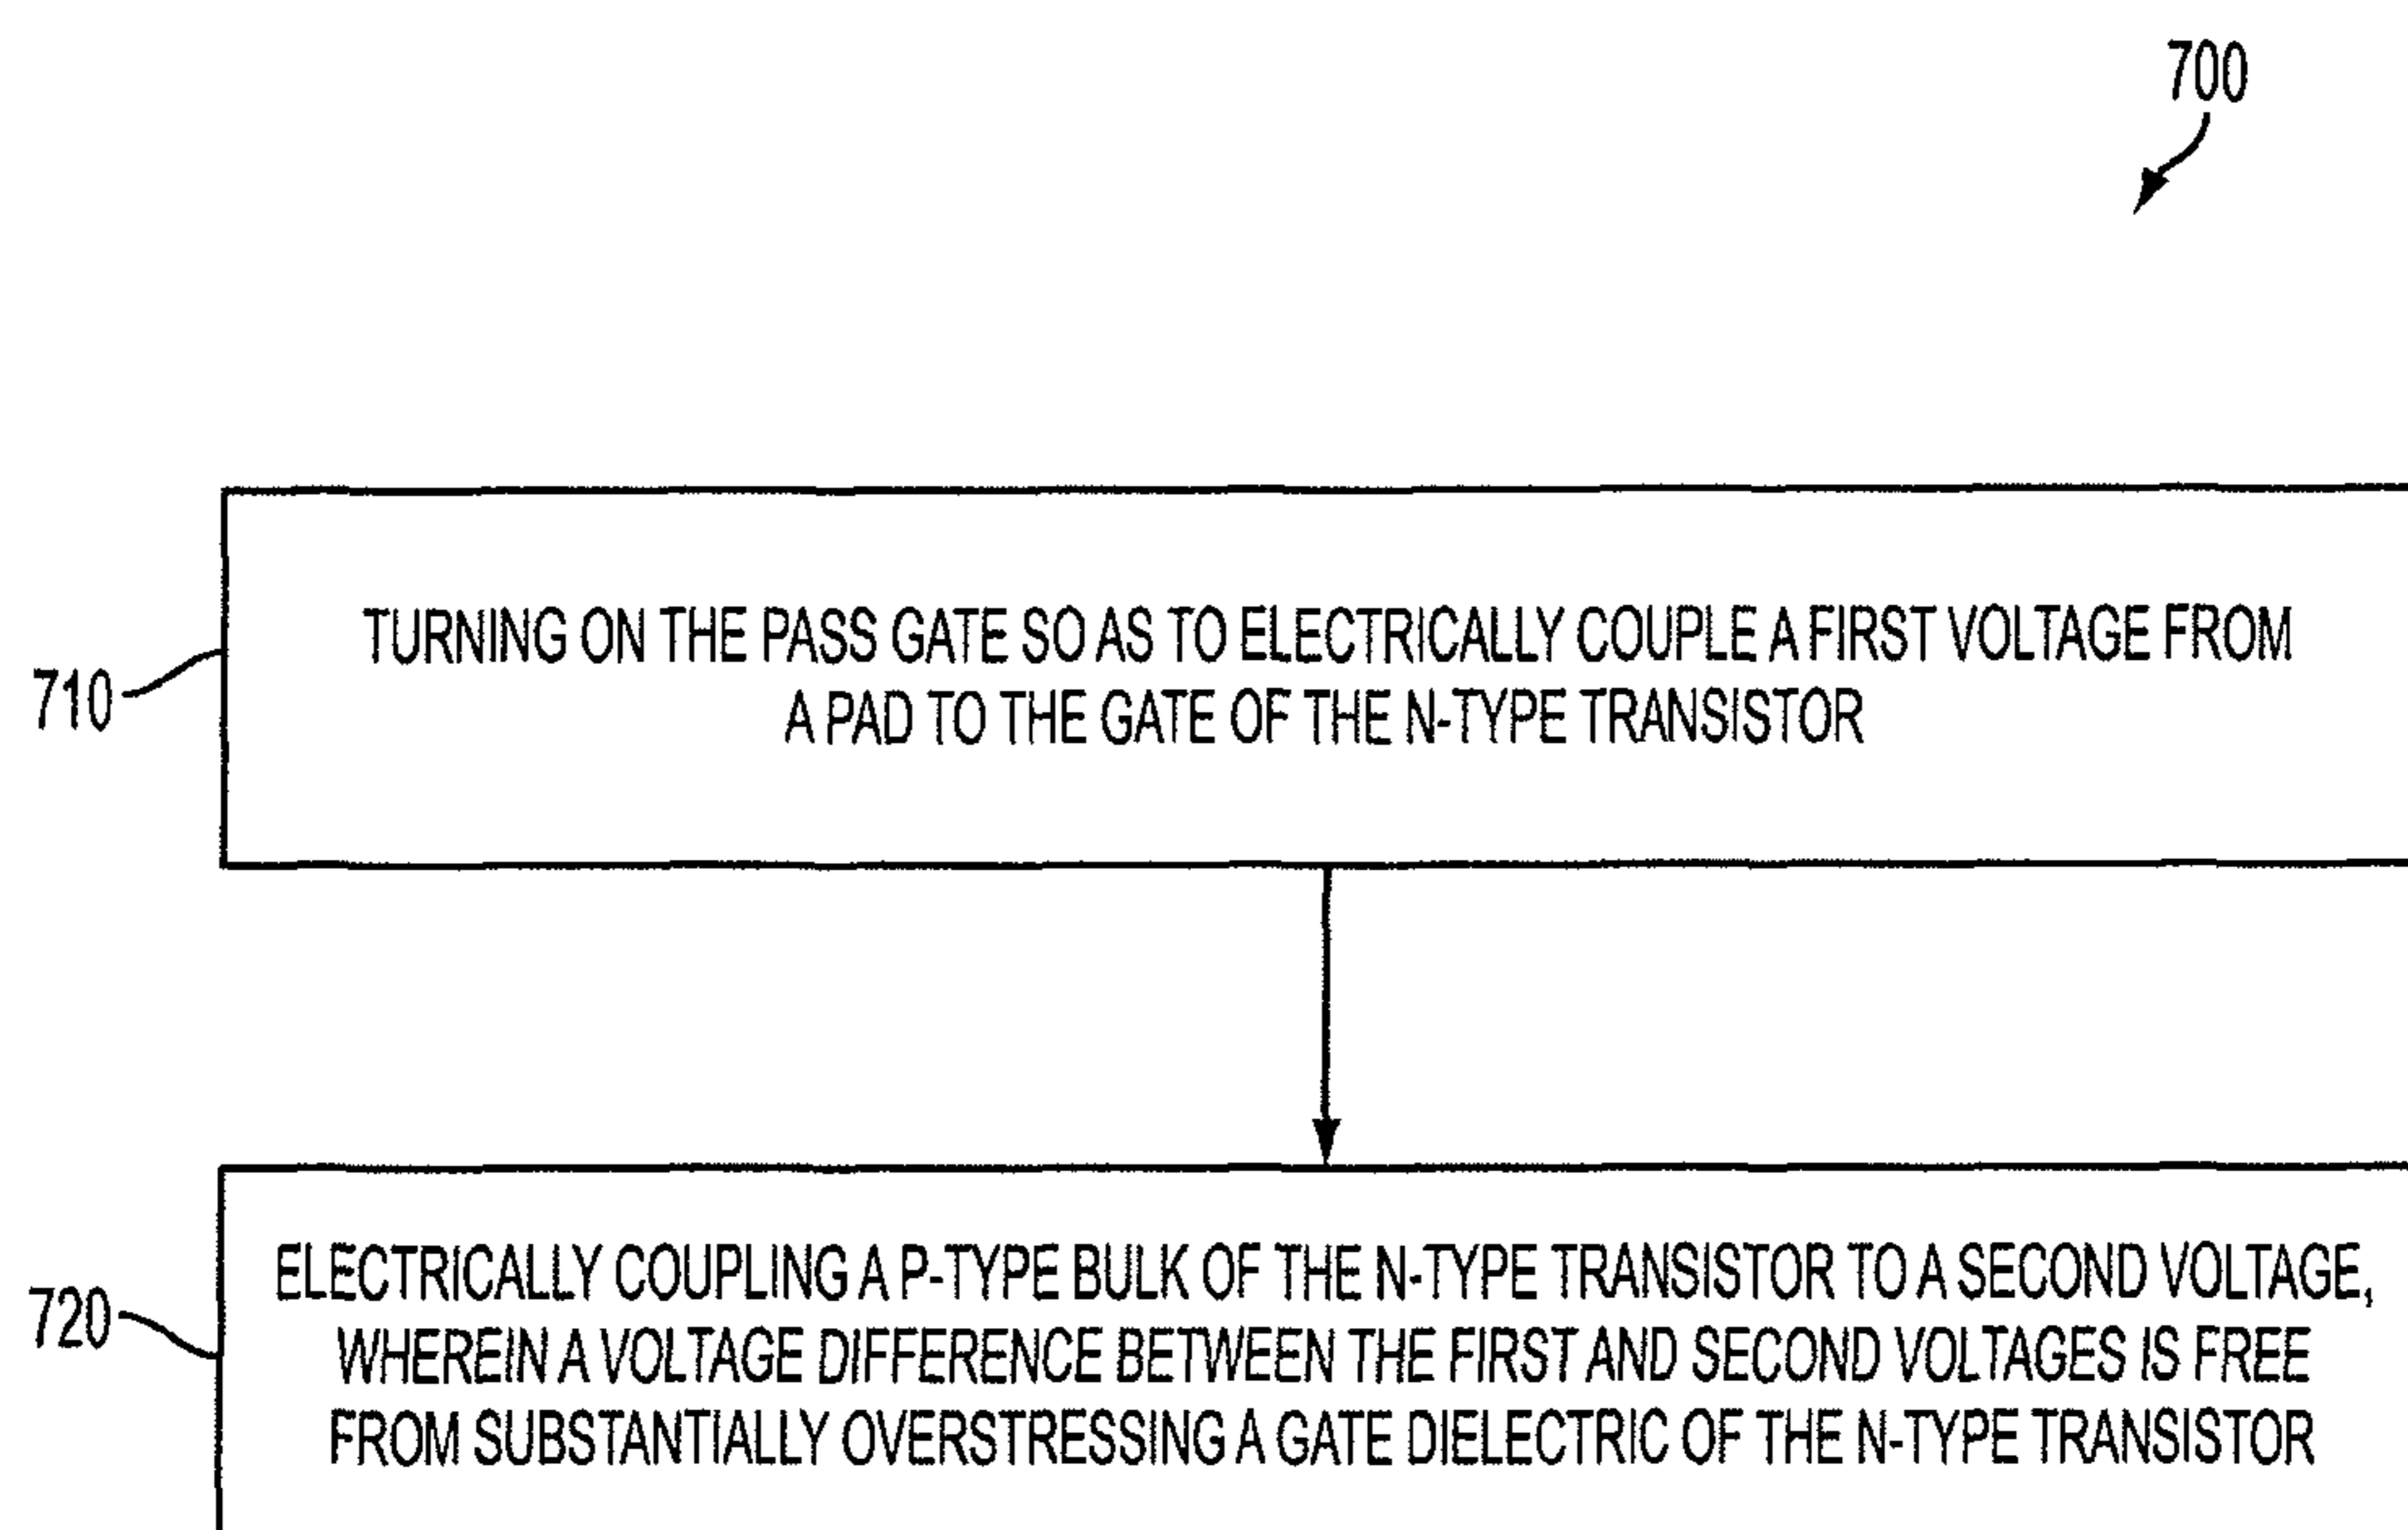 700
710
TURNING ON THE PASS GATE SO AS TO ELECTRICALLY COUPLE A FIRST VOLTAGE FROM
A PAD TO THE GATE OF THE N-TYPE TRANSISTOR
720
ELECTRICALLY COUPLING A P-TYPE BULK OF THE N-TYPE TRANSISTOR TO A SECOND VOLTAGE,
WHEREIN A VOLTAGE DIFFERENCE BETWEEN THE FIRST AND SECOND VOLTAGES IS FREE
FROM SUBSTANTIALLY OVERSTRESSING A GATE DIELECTRIC OF THE N-TYPE TRANSISTOR